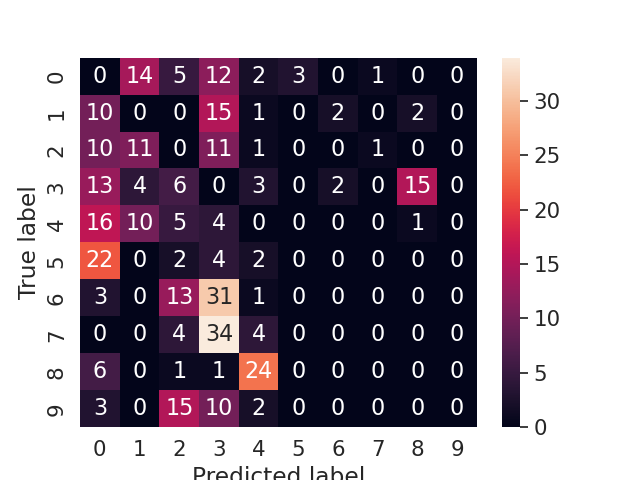 True label
0 0 14 5 12 2 3 0 1 0 0
1 10 0 0 15 1 0 2 0 2 0
2 10 11 0 11 1 0 0 1 0 0
3 13 4 6 0 3 0 2 0 15 0
4 16 10 5 4 0 0 0 0 1 0
5 22 0 2 4 2 0 0 0 0 0
6 3 0 13 31 1 0 0 0 0 0
7 0 0 4 34 4 0 0 0 0 0
8 6 0 1 1 24 0 0 0 0 0
9 3 0 15 10 2 0 0 0 0 0
0 1 2 3 4 5 6 7 8 9
Predicted label
30
25
20
15
10
5
0